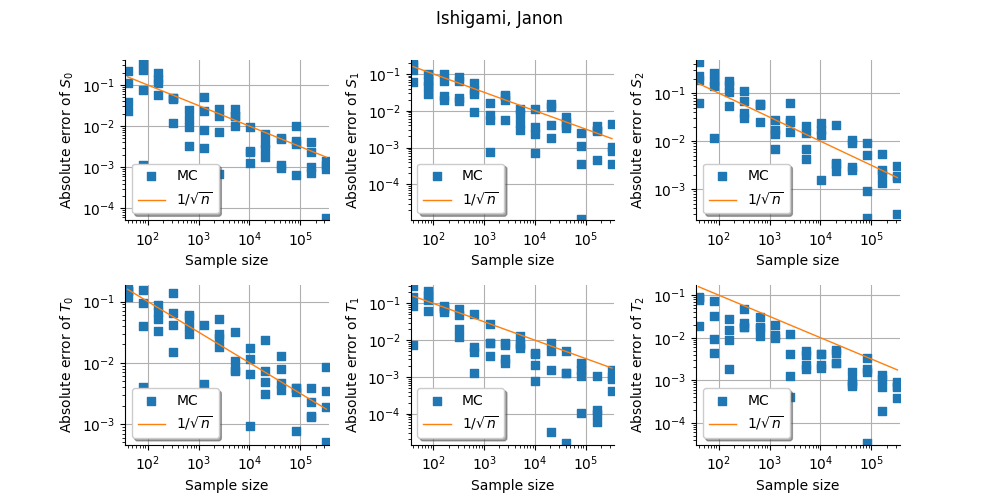 Ishigami, Janon
Absolute error of S₀
10⁻¹
10⁻²
10⁻³
10⁻⁴
MC
1/√n
10² 10³ 10⁴ 10⁵
Sample size
Absolute error of S₁
10⁻¹
10⁻²
10⁻³
10⁻⁴
MC
1/√n
10² 10³ 10⁴ 10⁵
Sample size
Absolute error of S₂
10⁻¹
10⁻²
10⁻³
MC
1/√n
10² 10³ 10⁴ 10⁵
Sample size
Absolute error of T₀
10⁻¹
10⁻²
10⁻³
MC
1/√n
10² 10³ 10⁴ 10⁵
Sample size
Absolute error of T₁
10⁻¹
10⁻²
10⁻³
10⁻⁴
MC
1/√n
10² 10³ 10⁴ 10⁵
Sample size
Absolute error of T₂
10⁻¹
10⁻²
10⁻³
10⁻⁴
MC
1/√n
10² 10³ 10⁴ 10⁵
Sample size